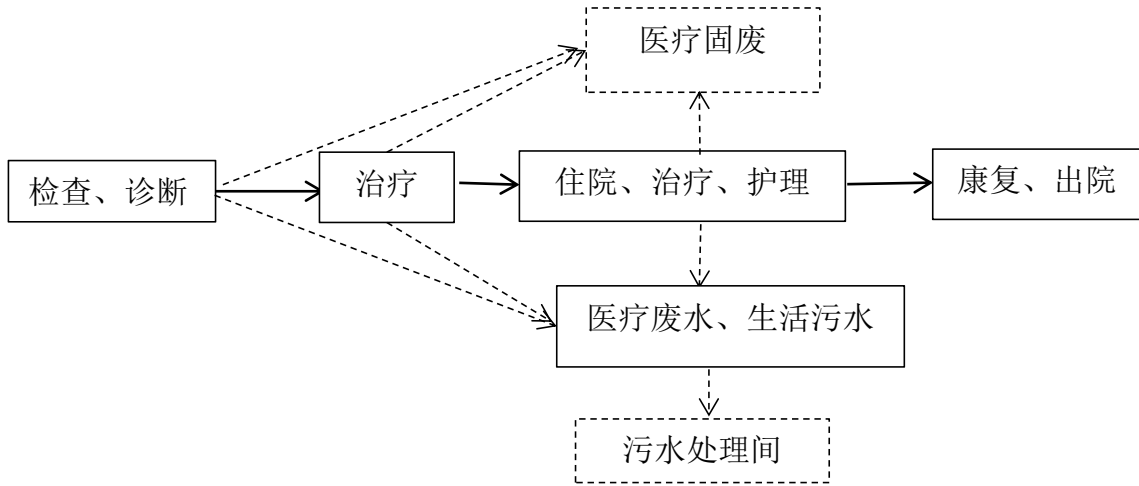 医疗固废
检查、诊断
治疗
住院、治疗、护理
康复、出院
医疗废水、生活污水
污水处理间